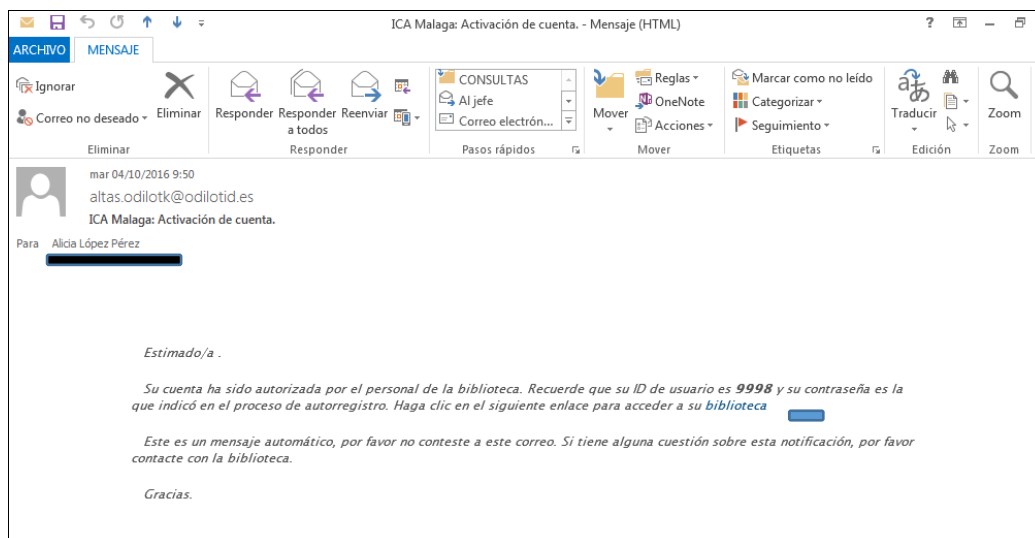 ICA Malaga: Activación de cuenta. - Mensaje (HTML)
ARCHIVO MENSAJE
Ignorar
Correo no deseado
Eliminar
Responder Responder a todos Reenviar
CONSULTAS
Al jefe
Correo electrón...
Mover
Reglas
OneNote
Acciones
Marcar como no leído
Categorizar
Seguimiento
Traducir
Zoom
Eliminar Responder Pasos rápidos Mover Etiquetas Edición Zoom
mar 04/10/2016 9:50
altas.odilotk@odilotid.es
ICA Malaga: Activación de cuenta.
Para Alicia López Pérez
Estimado/a .
Su cuenta ha sido autorizada por el personal de la biblioteca. Recuerde que su ID de usuario es 9998 y su contraseña es la
que indicó en el proceso de autorregistro. Haga clic en el siguiente enlace para acceder a su biblioteca
Este es un mensaje automático, por favor no conteste a este correo. Si tiene alguna cuestión sobre esta notificación, por favor
contacte con la biblioteca.
Gracias.